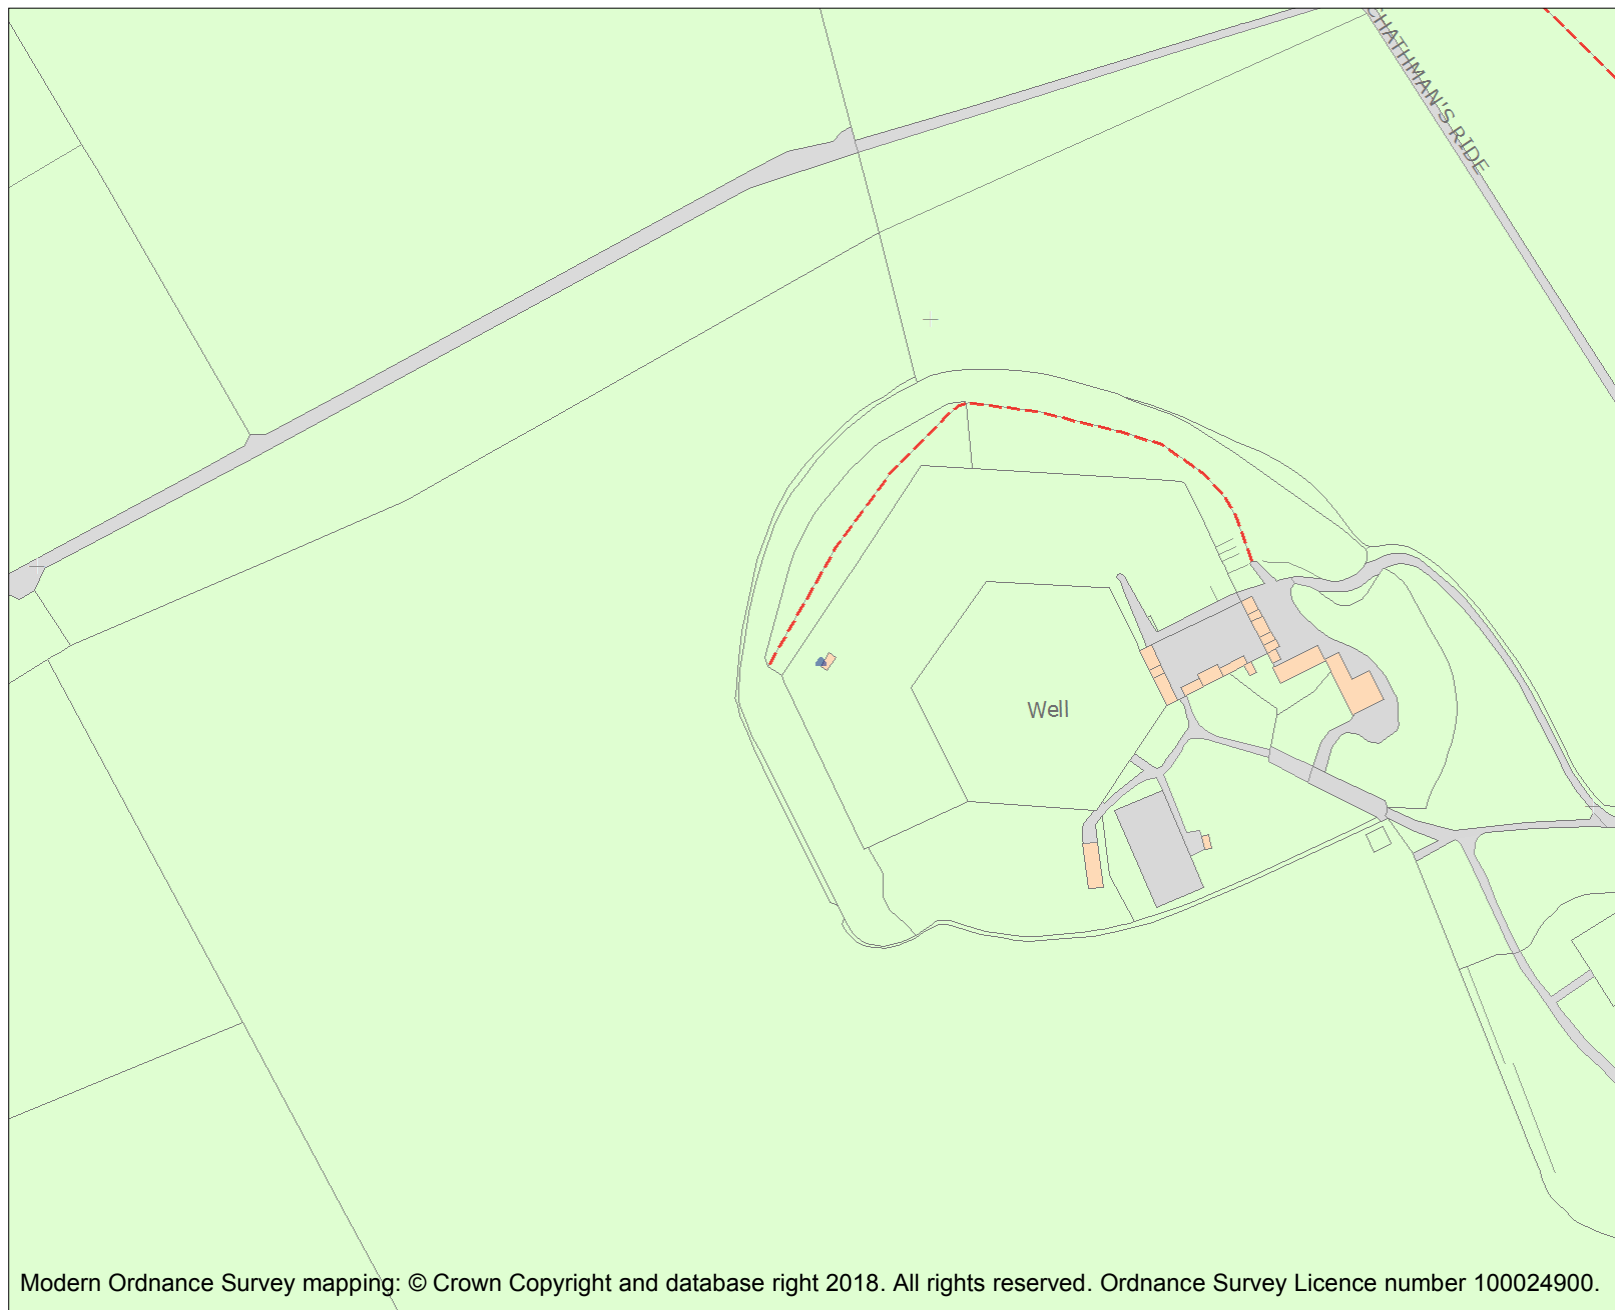 CHATHMAN'S RIDE
Well
Modern Ordnance Survey mapping: © Crown Copyright and database right 2018. All rights reserved. Ordnance Survey Licence number 100024900.